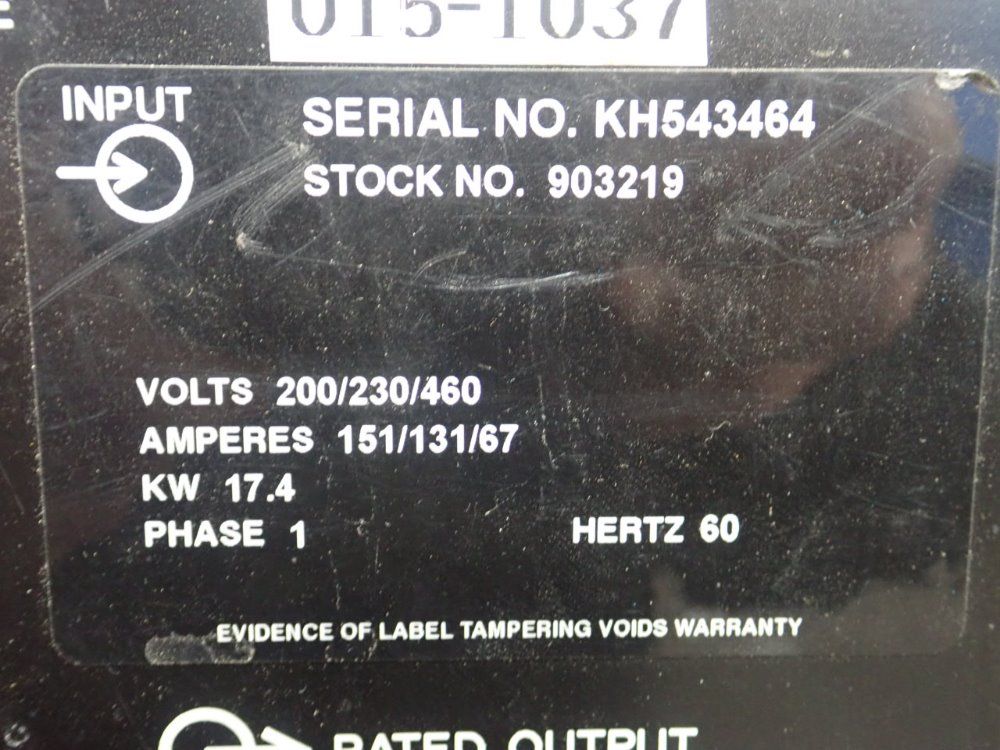 015-1037
INPUT
SERIAL NO. KH543464
STOCK NO. 903219
VOLTS 200/230/460
AMPERES 151/131/67
KW 17.4
PHASE 1 HERTZ 60
EVIDENCE OF LABEL TAMPERING VOIDS WARRANTY
RATED OUTPUT